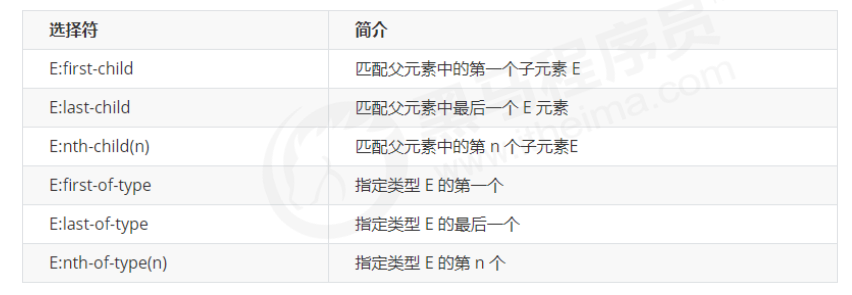 选择符 简介
E:first-child 匹配父元素中的第一个子元素 E
E:last-child 匹配父元素中最后一个 E 元素
E:nth-child(n) 匹配父元素中的第 n 个子元素E
E:first-of-type 指定类型 E 的第一个
E:last-of-type 指定类型 E 的最后一个
E:nth-of-type(n) 指定类型 E 的第 n 个
黑马程序员
www.itheima.com